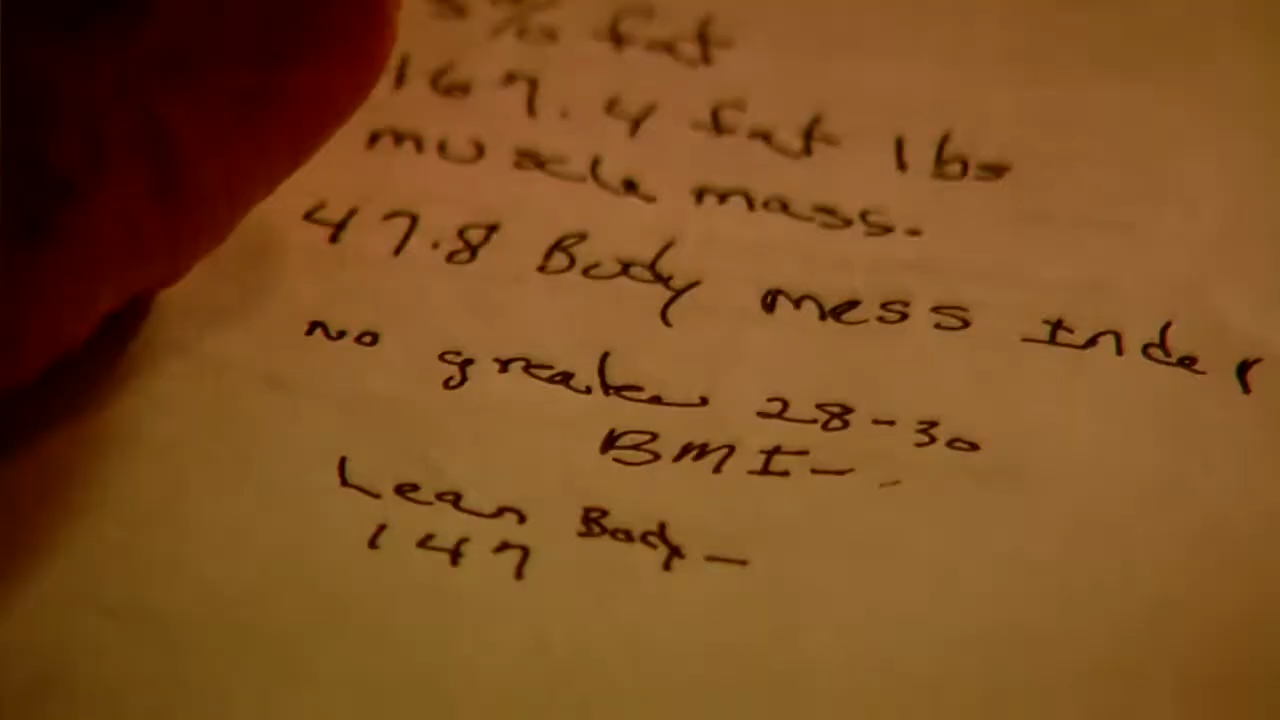 % fat
167.4 fat lbs
muscle mass.
47.8 Body mess Inde
no greater 28-30
BMI-
Lean Body -
147